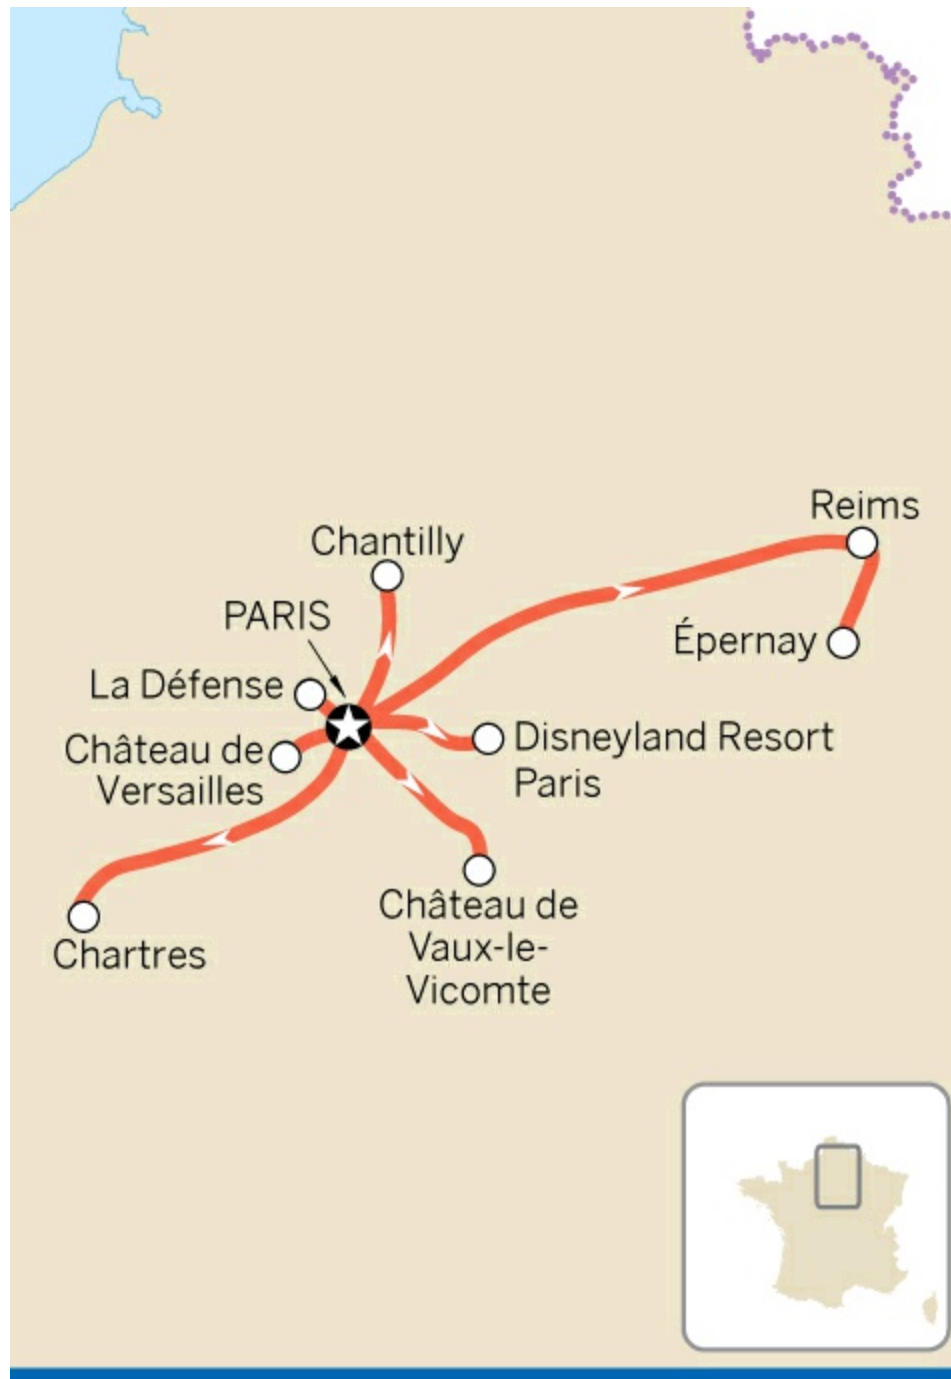 Reims
Chantilly
PARIS
Épernay
La Défense
Disneyland Resort
Paris
Château de
Versailles
Château de
Vaux-le-
Vicomte
Chartres